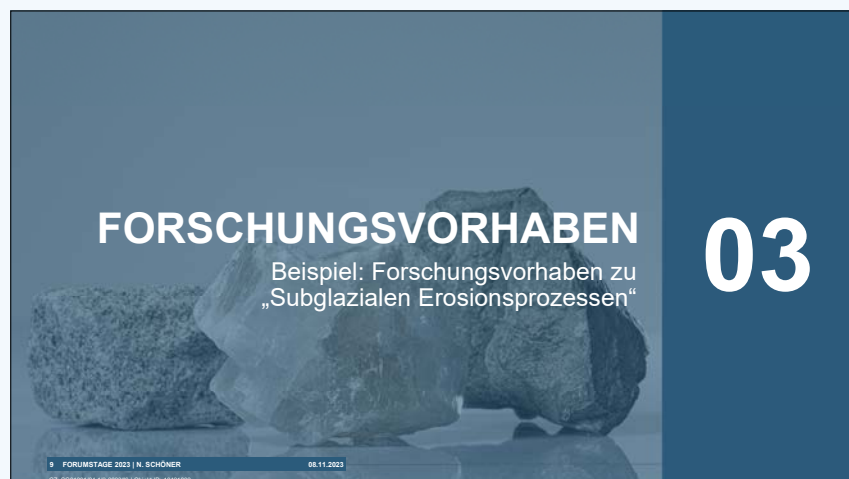 FORSCHUNGSVORHABEN
Beispiel: Forschungsvorhaben zu
„Subglazialen Erosionsprozessen“
03
9 FORUMSTAGE 2023 | N. SCHÖNER 08.11.2023